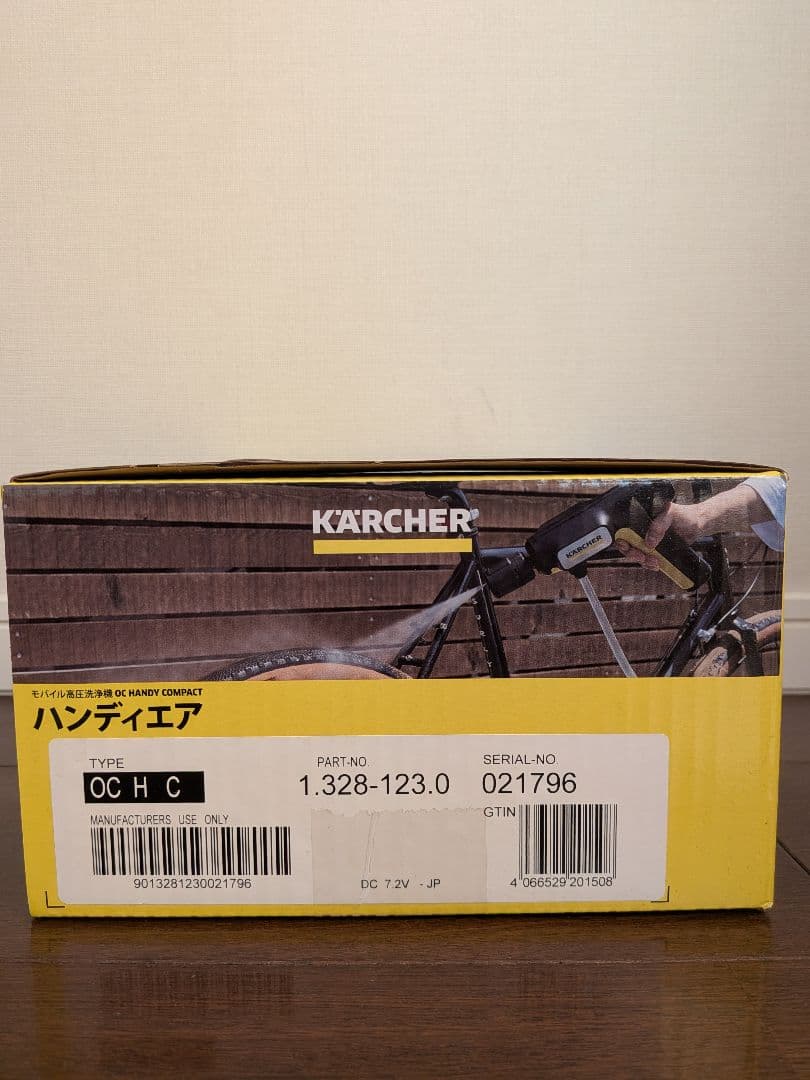 KÄRCHER
KÄRCHER
モバイル高圧洗浄機 OC HANDY COMPACT
ハンディエア
TYPE
OC H C
PART-NO.
1.328-123.0
SERIAL-NO.
021796
MANUFACTURERS USE ONLY
9013281230021796
DC 7.2V - JP
GTIN
4 066529 201508